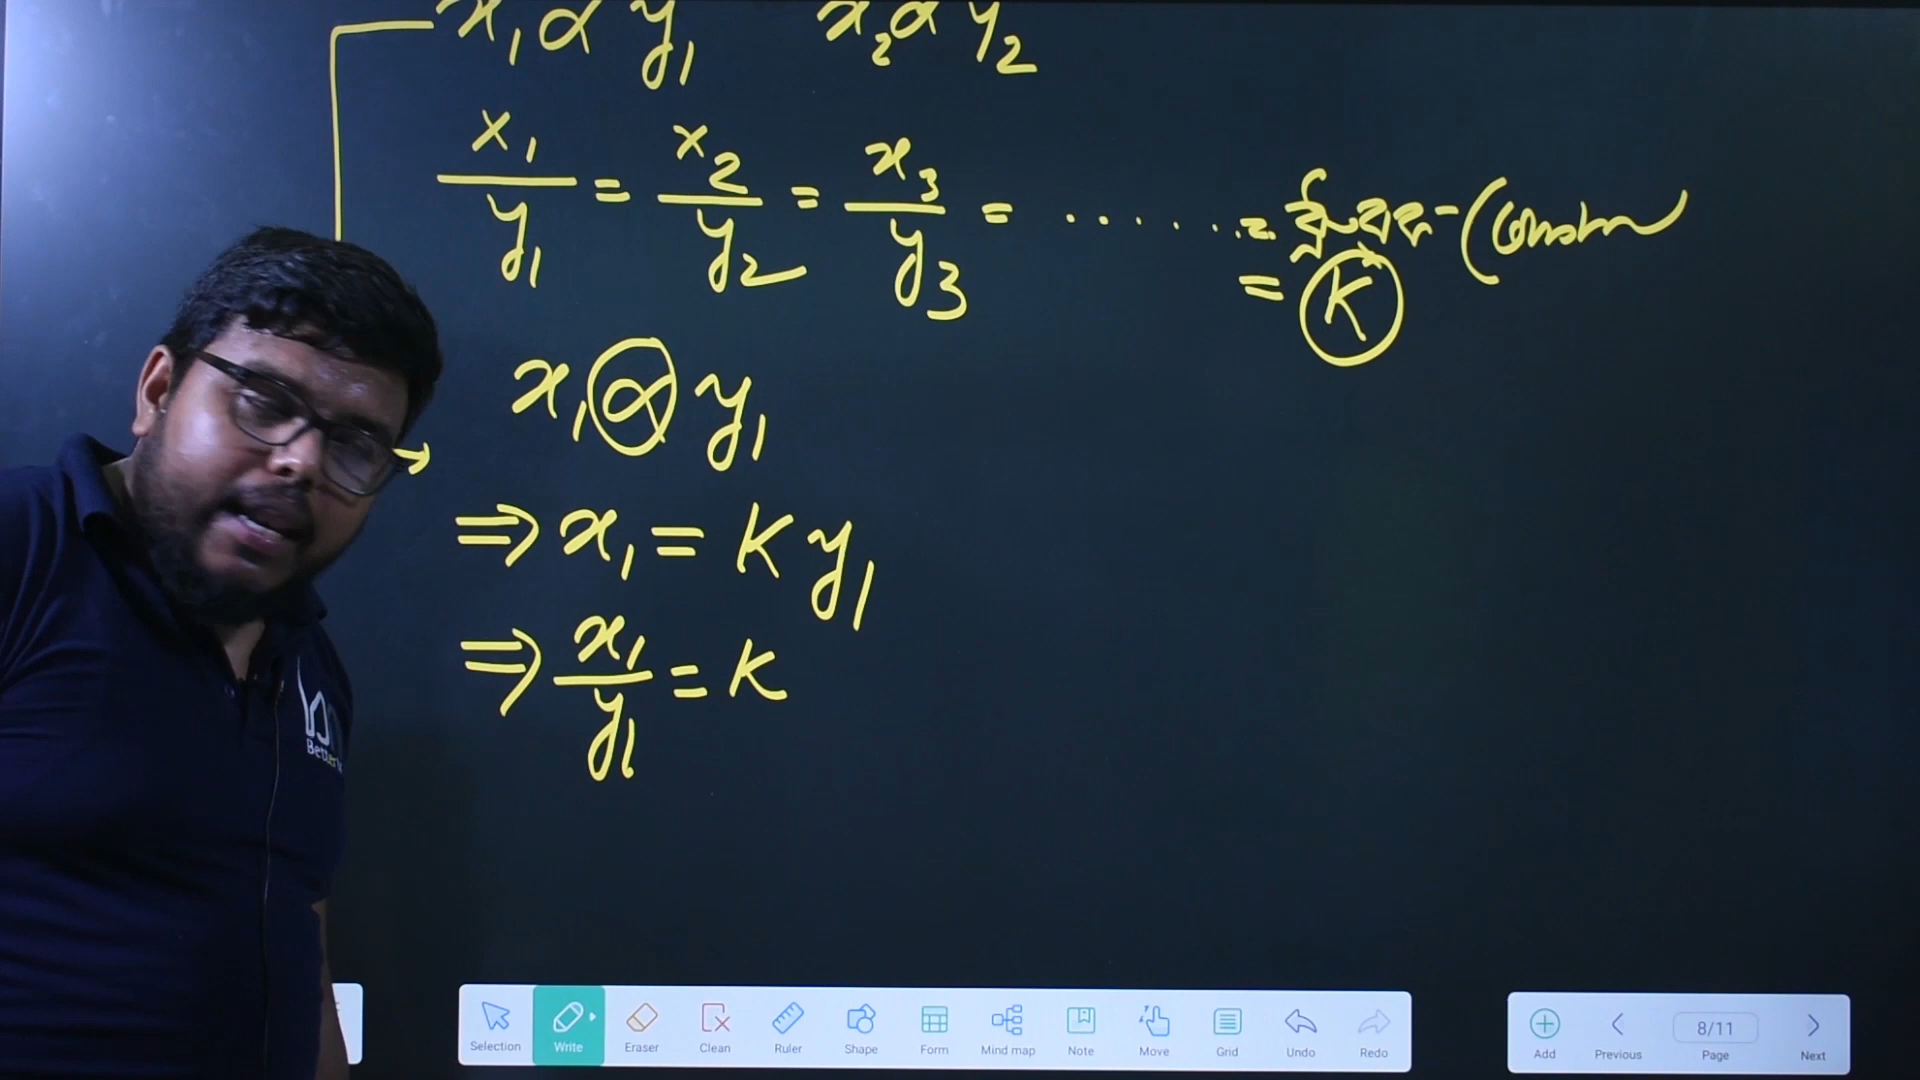 x₁ ∝ y₁ x₂ ∝ y₂
x₁/y₁ = x₂/y₂ = x₃/y₃ = ........ = ধ্রুবক (
= K
x₁ ∝ y₁
⇒ x₁ = K y₁
⇒ x₁/y₁ = K
Selection Write Eraser Clean Ruler Shape Form Mind map Note Move Grid Undo Redo
Add Previous 8/11 Page Next